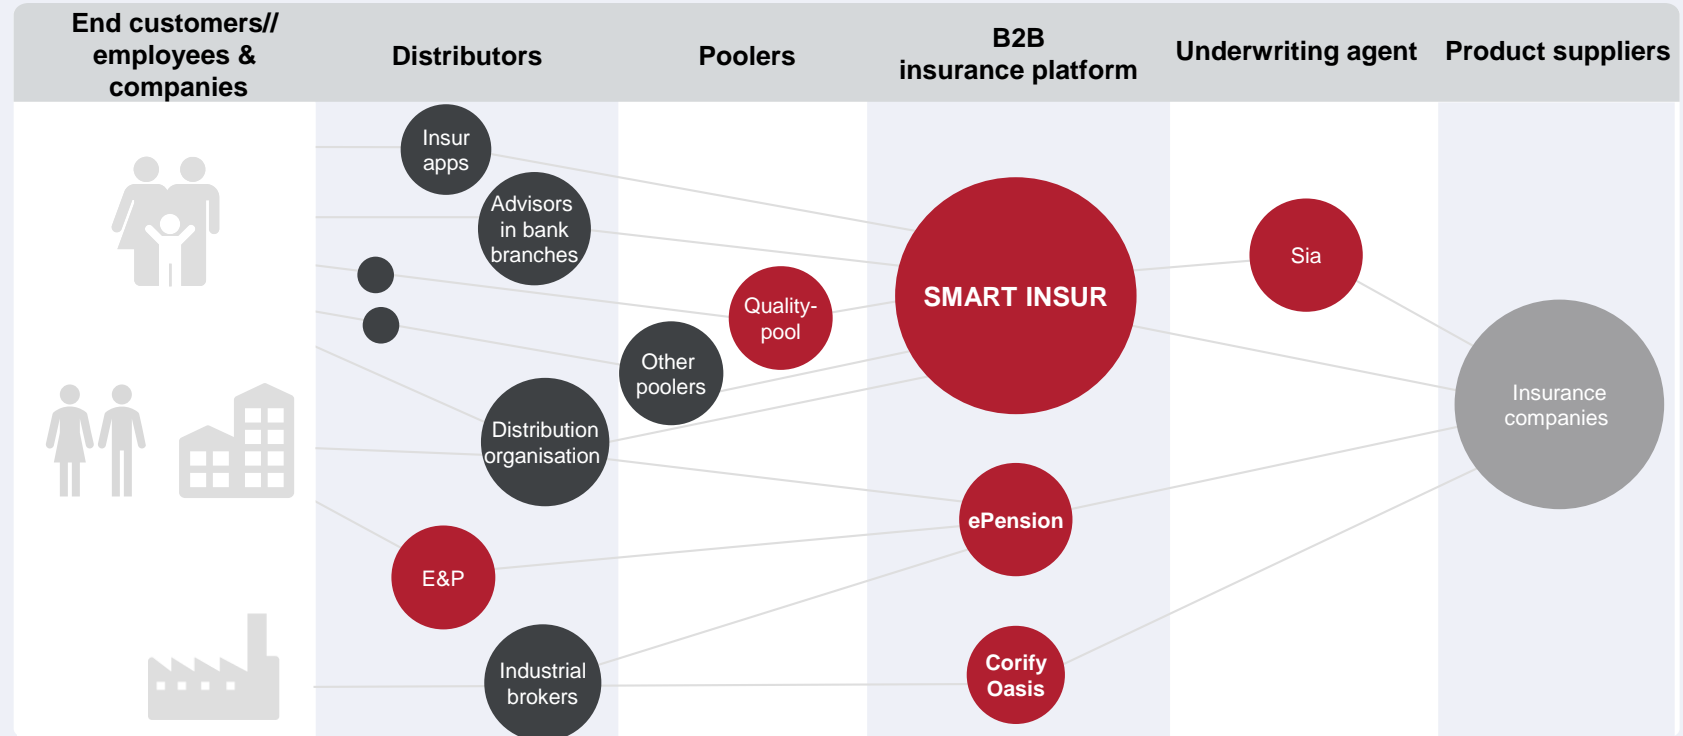 End customers//
employees &
companies
Distributors
Poolers
B2B
insurance platform
Underwriting agent
Product suppliers
Insur
apps
Advisors
in bank
branches
Quality-
pool
Other
poolers
Distribution
organisation
E&P
Industrial
brokers
SMART INSUR
ePension
Corify
Oasis
Sia
Insurance
companies